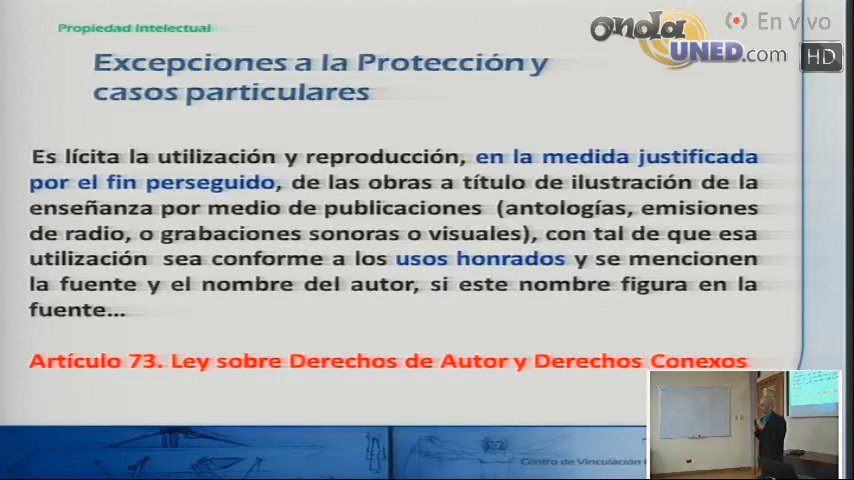 Propiedad Intelectual
onda
UNED.com
En vivo
HD
Excepciones a la Protección y
casos particulares
Es lícita la utilización y reproducción, en la medida justificada
por el fin perseguido, de las obras a título de ilustración de la
enseñanza por medio de publicaciones (antologías, emisiones
de radio, o grabaciones sonoras o visuales), con tal de que esa
utilización sea conforme a los usos honrados y se mencionen
la fuente y el nombre del autor, si este nombre figura en la
fuente...
Artículo 73. Ley sobre Derechos de Autor y Derechos Conexos
Centro de Vinculación